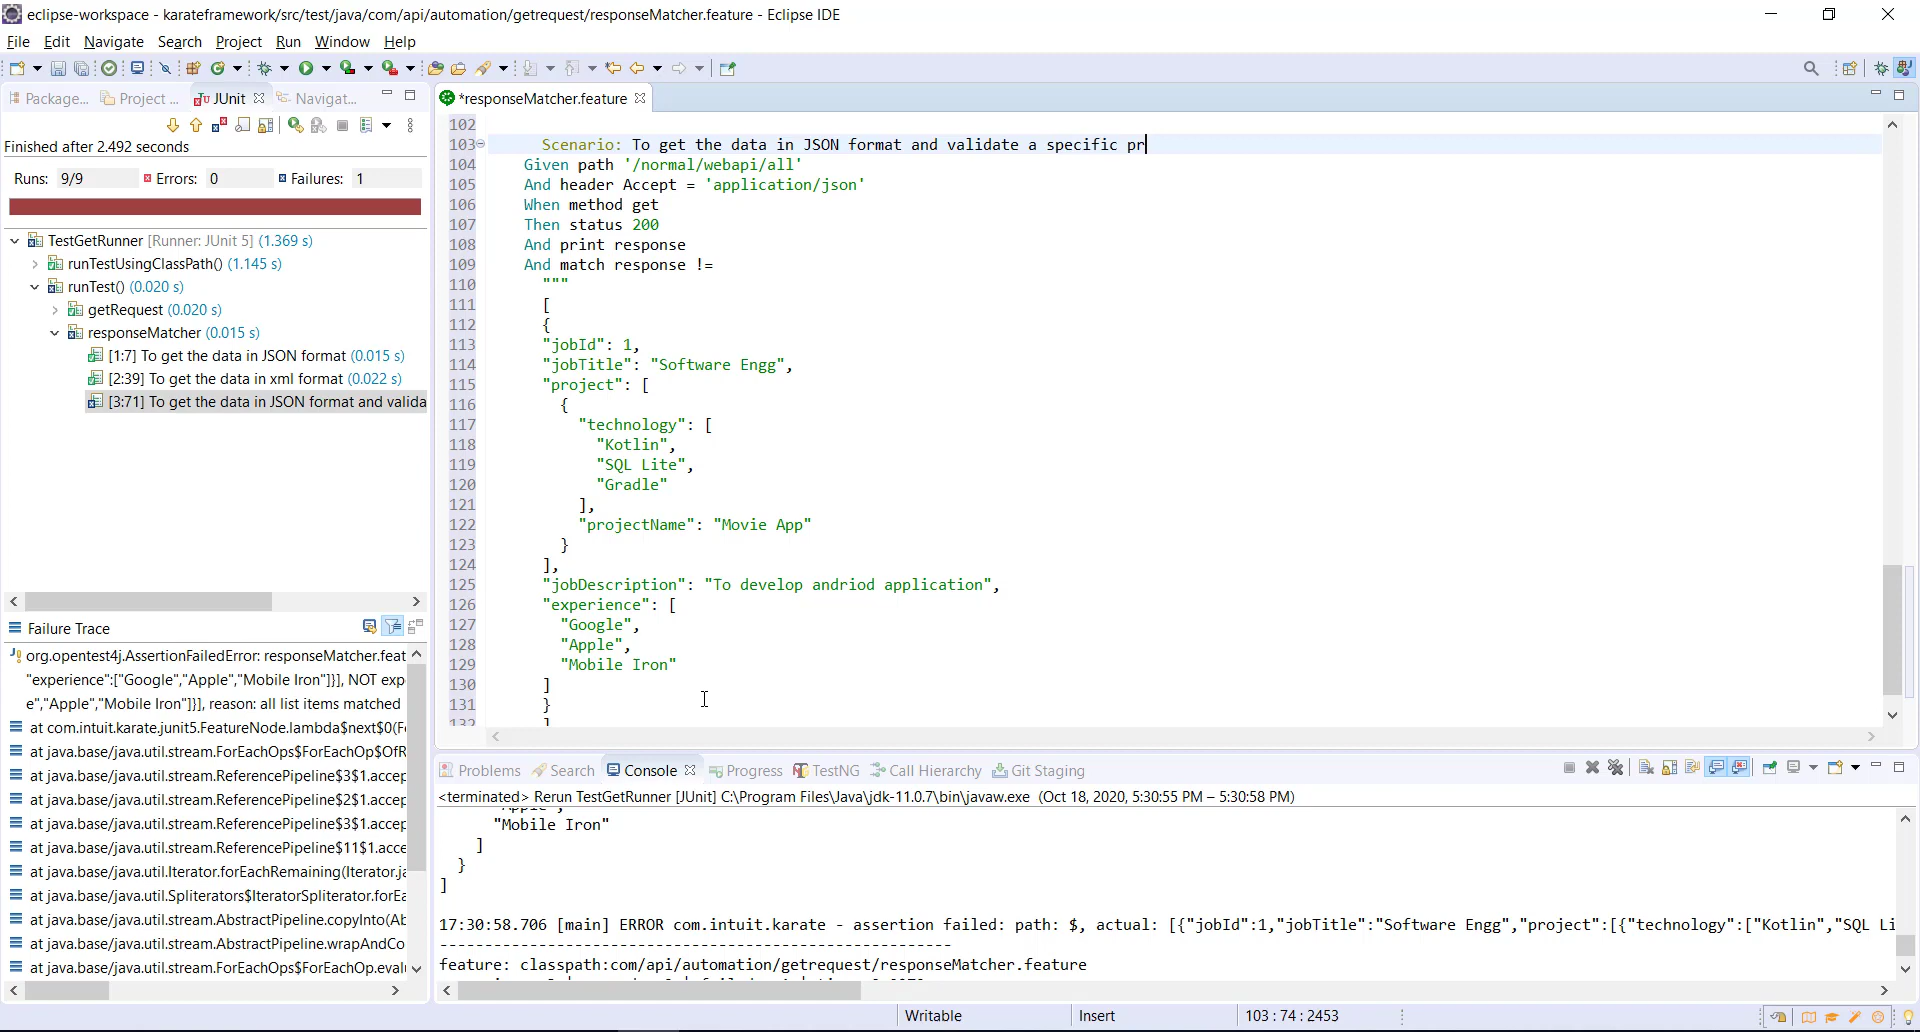 eclipse-workspace - karateframework/src/test/java/com/api/automation/getrequest/responseMatcher.feature - Eclipse IDE
File Edit Navigate Search Project Run Window Help
Package... Project ... JUnit Navigat...
*responseMatcher.feature
Finished after 2.492 seconds
Runs: 9/9 Errors: 0 Failures: 1
TestGetRunner [Runner: JUnit 5] (1.369 s)
runTestUsingClassPath() (1.145 s)
runTest() (0.020 s)
getRequest (0.020 s)
responseMatcher (0.015 s)
[1:7] To get the data in JSON format (0.015 s)
[2:39] To get the data in xml format (0.022 s)
[3:71] To get the data in JSON format and valida
Failure Trace
org.opentest4j.AssertionFailedError: responseMatcher.feat
"experience":["Google","Apple","Mobile Iron"]}], NOT exp
e","Apple","Mobile Iron"]}], reason: all list items matched
at com.intuit.karate.junit5.FeatureNode.lambda$next$0(F
at java.base/java.util.stream.ForEachOps$ForEachOp$OfR
at java.base/java.util.stream.ReferencePipeline$3$1.accep
at java.base/java.util.stream.ReferencePipeline$2$1.accep
at java.base/java.util.stream.ReferencePipeline$3$1.accep
at java.base/java.util.stream.ReferencePipeline$11$1.acce
at java.base/java.util.Iterator.forEachRemaining(Iterator.ja
at java.base/java.util.Spliterators$IteratorSpliterator.forEa
at java.base/java.util.stream.AbstractPipeline.copyInto(Ab
at java.base/java.util.stream.AbstractPipeline.wrapAndCo
at java.base/java.util.stream.ForEachOps$ForEachOp.evalu
102
103 Scenario: To get the data in JSON format and validate a specific pr
104 Given path '/normal/webapi/all'
105 And header Accept = 'application/json'
106 When method get
107 Then status 200
108 And print response
109 And match response !=
110 """
111 [
112 {
113 "jobId": 1,
114 "jobTitle": "Software Engg",
115 "project": [
116 {
117 "technology": [
118 "Kotlin",
119 "SQL Lite",
120 "Gradle"
121 ],
122 "projectName": "Movie App"
123 }
124 ],
125 "jobDescription": "To develop andriod application",
126 "experience": [
127 "Google",
128 "Apple",
129 "Mobile Iron"
130 ]
131 }
132 ]
Problems Search Console Progress TestNG Call Hierarchy Git Staging
<terminated> Rerun TestGetRunner [JUnit] C:\Program Files\Java\jdk-11.0.7\bin\javaw.exe (Oct 18, 2020, 5:30:55 PM – 5:30:58 PM)
"Mobile Iron"
]
}
]
17:30:58.706 [main] ERROR com.intuit.karate - assertion failed: path: $, actual: [{"jobId":1,"jobTitle":"Software Engg","project":[{"technology":["Kotlin","SQL Li
---------------------------------------------------------
feature: classpath:com/api/automation/getrequest/responseMatcher.feature
Writable Insert 103 : 74 : 2453